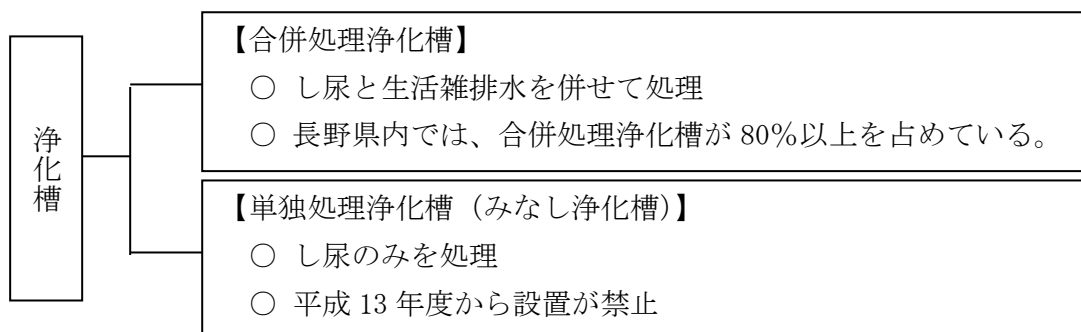 浄化槽
【合併処理浄化槽】
○ し尿と生活雑排水を併せて処理
○ 長野県内では、合併処理浄化槽が 80%以上を占めている。
【単独処理浄化槽（みなし浄化槽）】
○ し尿のみを処理
○ 平成 13 年度から設置が禁止